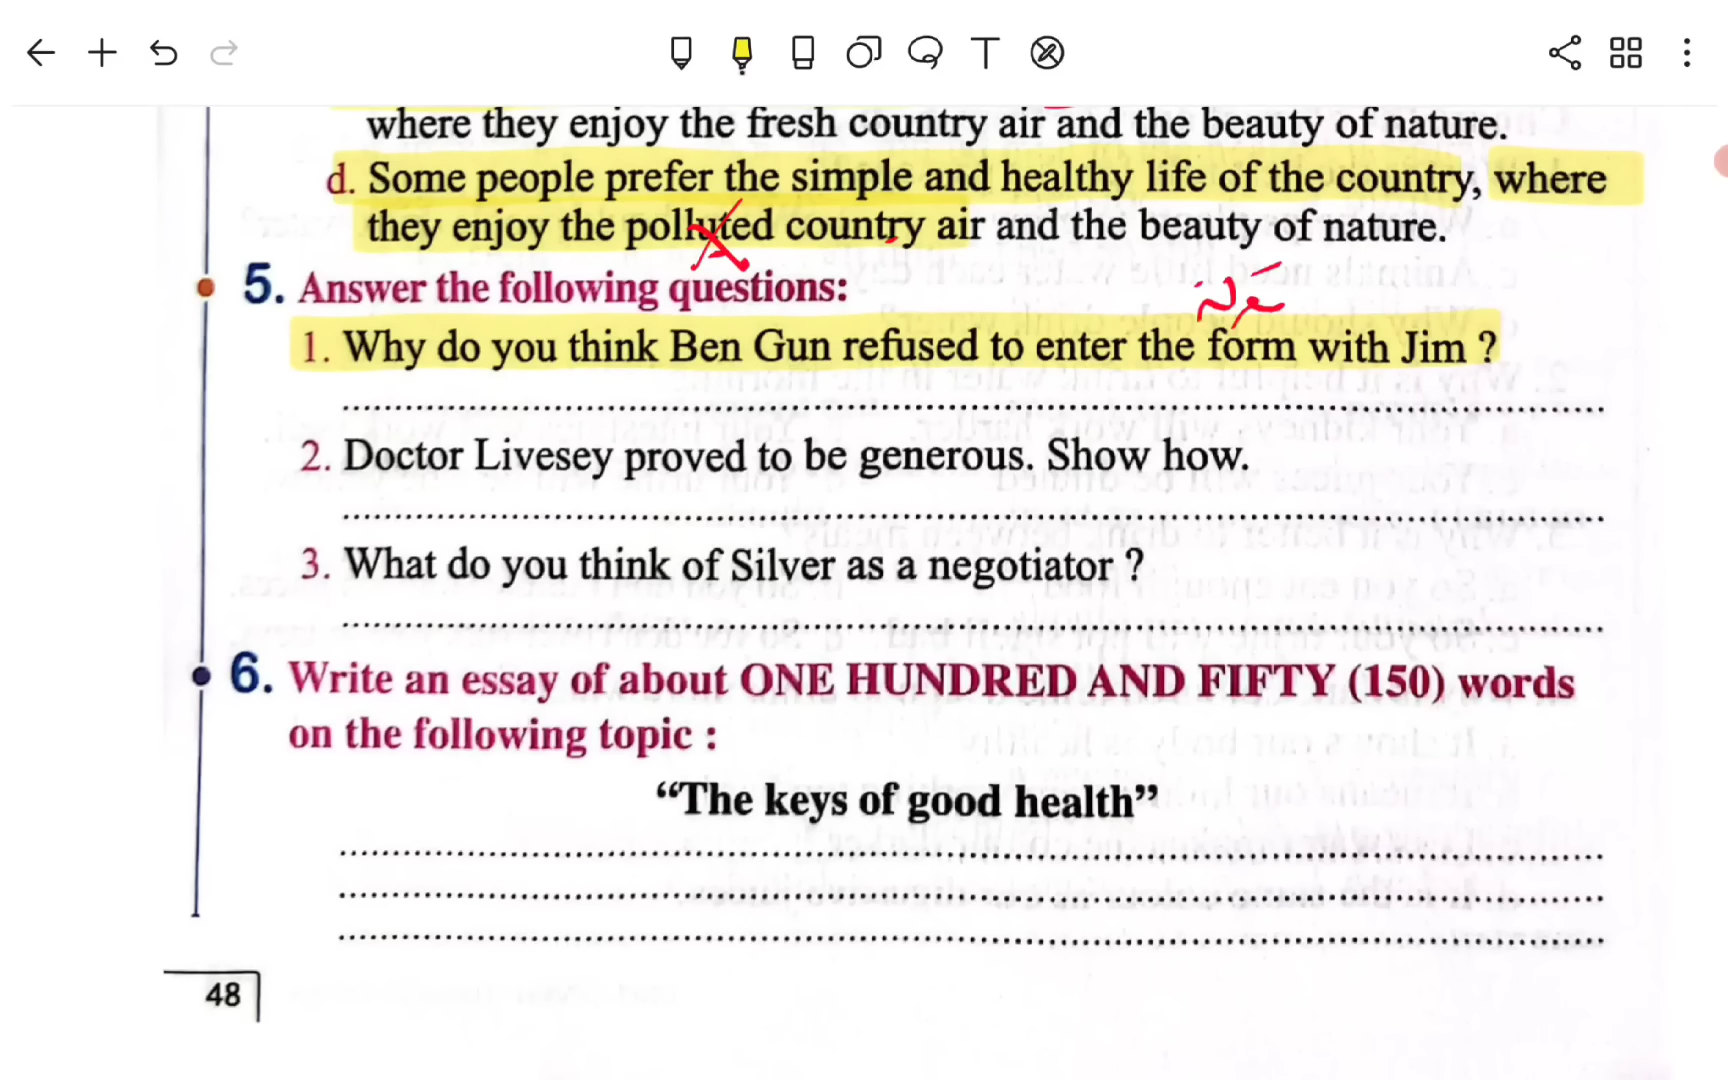 where they enjoy the fresh country air and the beauty of nature.
d. Some people prefer the simple and healthy life of the country, where
they enjoy the polluted country air and the beauty of nature.
5. Answer the following questions:
1. Why do you think Ben Gun refused to enter the form with Jim ?
2. Doctor Livesey proved to be generous. Show how.
3. What do you think of Silver as a negotiator ?
6. Write an essay of about ONE HUNDRED AND FIFTY (150) words
on the following topic :
“The keys of good health”
48